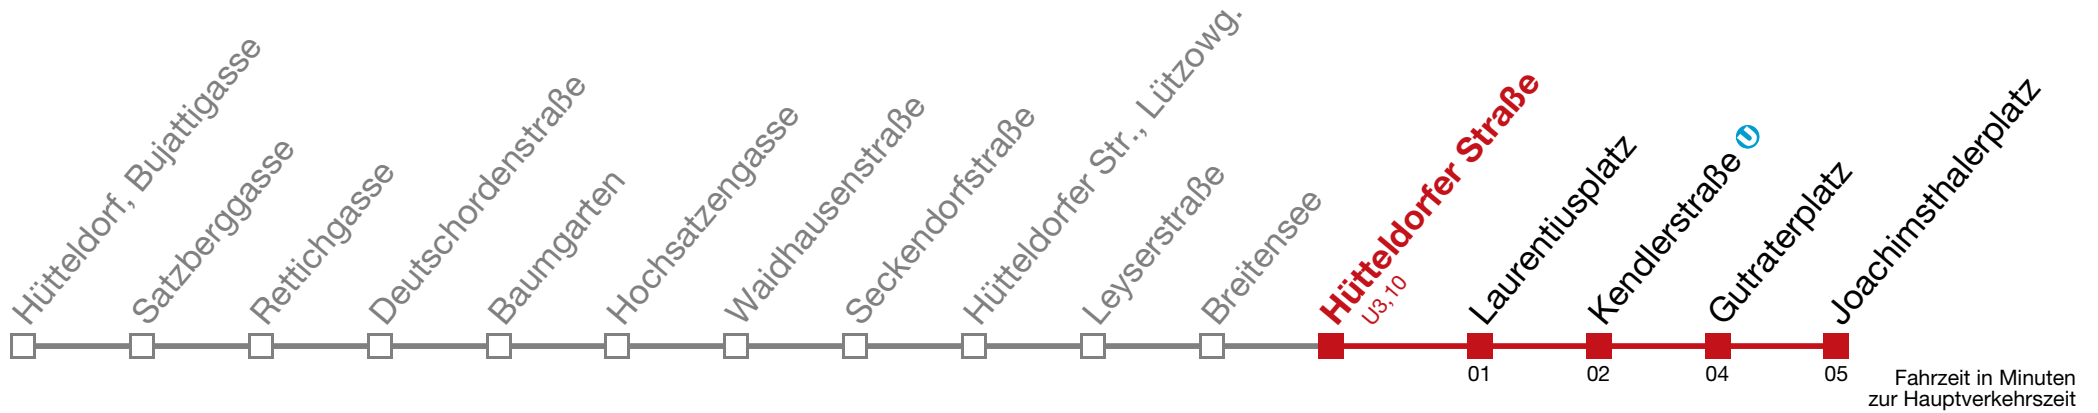 Hütteldorf, Bujattigasse
Satzberggasse
Rettichgasse
Deutschordenstraße
Baumgarten
Hochsatzengasse
Waidhausenstraße
Seckendorfstraße
Hütteldorfer Str., Lützowg.
Leyserstraße
Breitensee
Hütteldorfer Straße
U3, 10
Laurentiusplatz
Kendlerstraße U
Gutraterplatz
Joachimsthalerplatz
01
02
04
05
Fahrzeit in Minuten
zur Hauptverkehrszeit